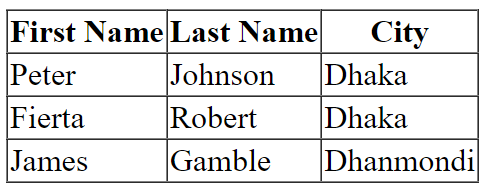 First Name Last Name City
Peter Johnson Dhaka
Fierta Robert Dhaka
James Gamble Dhanmondi